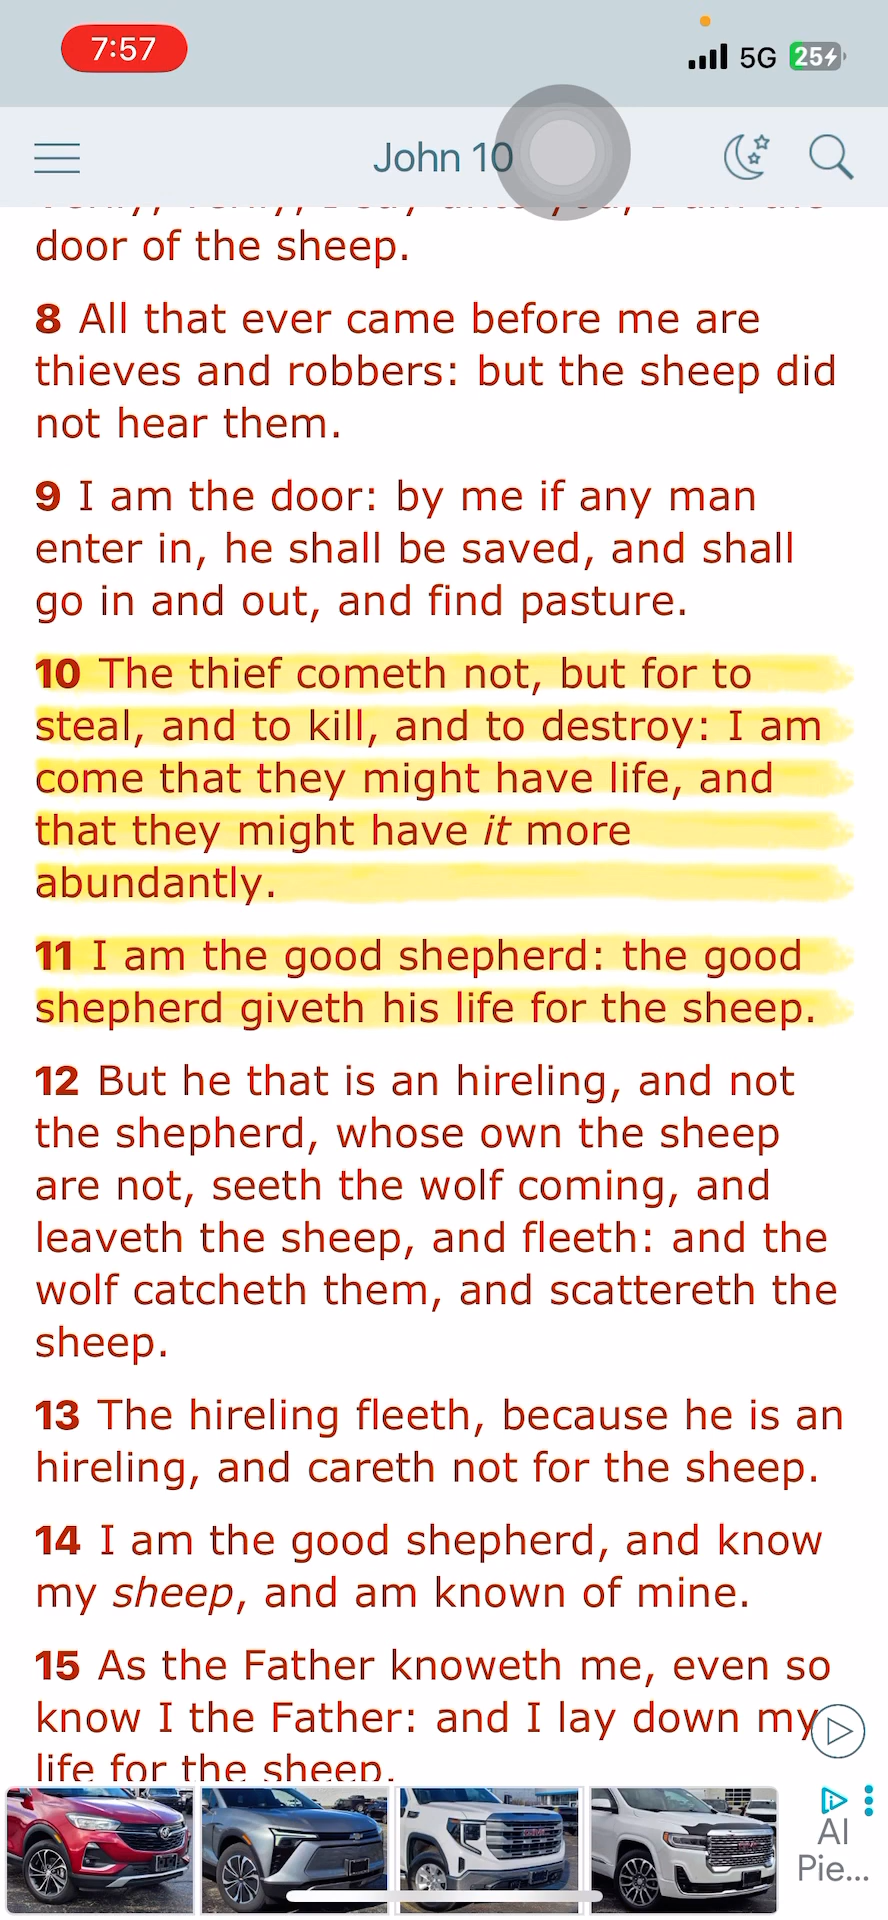 7:57
5G
25
John 10
door of the sheep.
8 All that ever came before me are
thieves and robbers: but the sheep did
not hear them.
9 I am the door: by me if any man
enter in, he shall be saved, and shall
go in and out, and find pasture.
10 The thief cometh not, but for to
steal, and to kill, and to destroy: I am
come that they might have life, and
that they might have it more
abundantly.
11 I am the good shepherd: the good
shepherd giveth his life for the sheep.
12 But he that is an hireling, and not
the shepherd, whose own the sheep
are not, seeth the wolf coming, and
leaveth the sheep, and fleeth: and the
wolf catcheth them, and scattereth the
sheep.
13 The hireling fleeth, because he is an
hireling, and careth not for the sheep.
14 I am the good shepherd, and know
my sheep, and am known of mine.
15 As the Father knoweth me, even so
know I the Father: and I lay down my
life for the sheep.
Al
Pie...